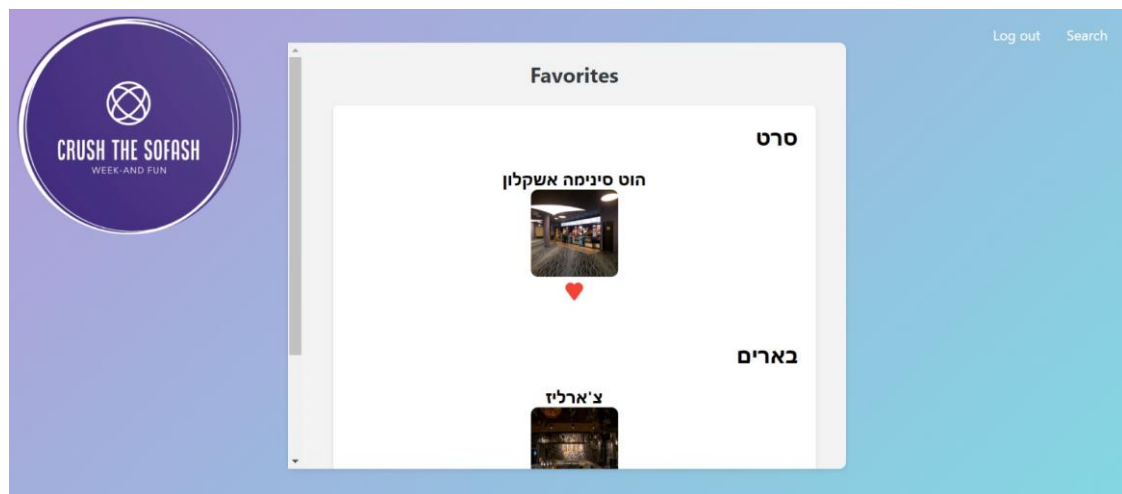 Log out Search
CRUSH THE SOFASH
WEEK-AND FUN
Favorites
סרט
הוט סינימה אשקלון
בארים
צ'ארליז